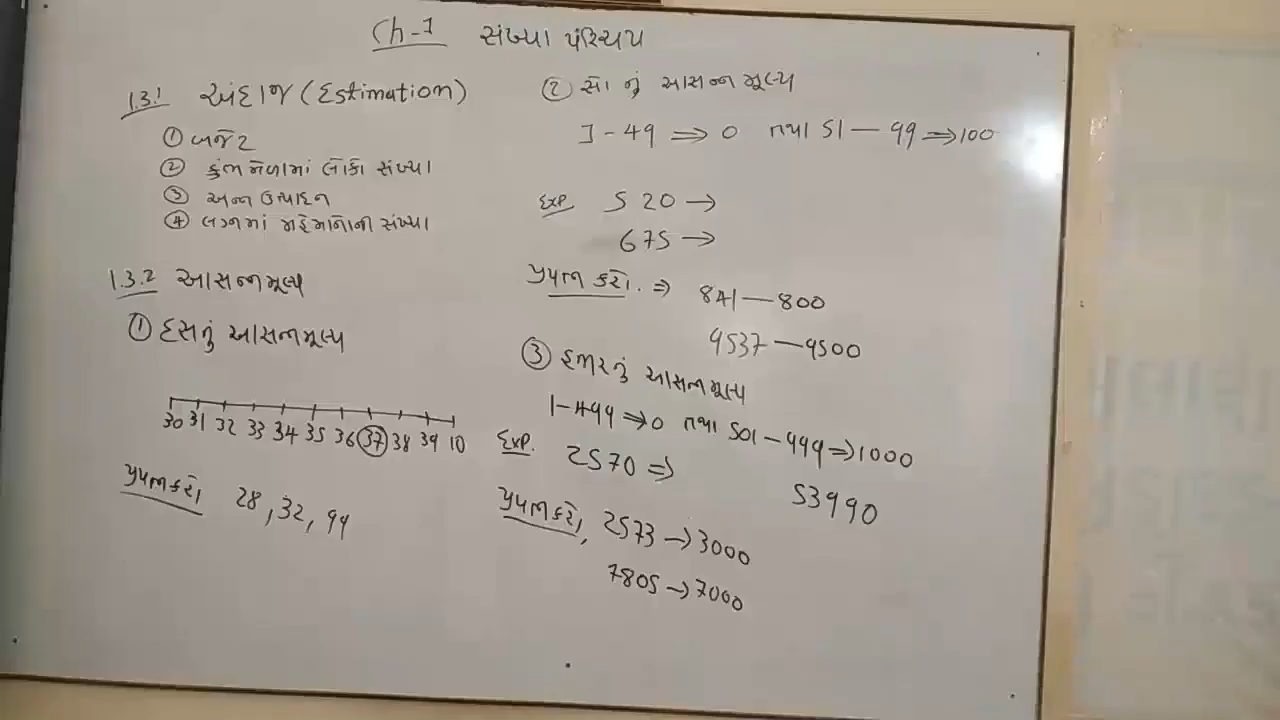 Ch-1 સંખ્યા પરિચય
1.3.1 અંદાજ (Estimation)
① બજેટ
② કુંભમેળામાં લોકો સંખ્યા
③ અન્ન ઉત્પાદન
④ લગ્નમાં મહેમાનોની સંખ્યા
1.3.2 આસન્નમૂલ્ય
① દસનું આસન્નમૂલ્ય
30 31 32 33 34 35 36 37 38 39 10
પ્રયત્ન કરો 28, 32, 94
② સો નું આસન્ન મૂલ્ય
1-49 ⇒ 0 તથા 51 — 99 ⇒ 100
Exp 520 →
675 →
પ્રયત્ન કરો. ⇒ 841 — 800
9537 — 9500
③ હજારનું આસન્નમૂલ્ય
1-499 ⇒ 0 તથા 501 - 999 ⇒ 1000
Exp. 2570 ⇒
53990
પ્રયત્ન કરો, 2573 → 3000
7805 → 7000